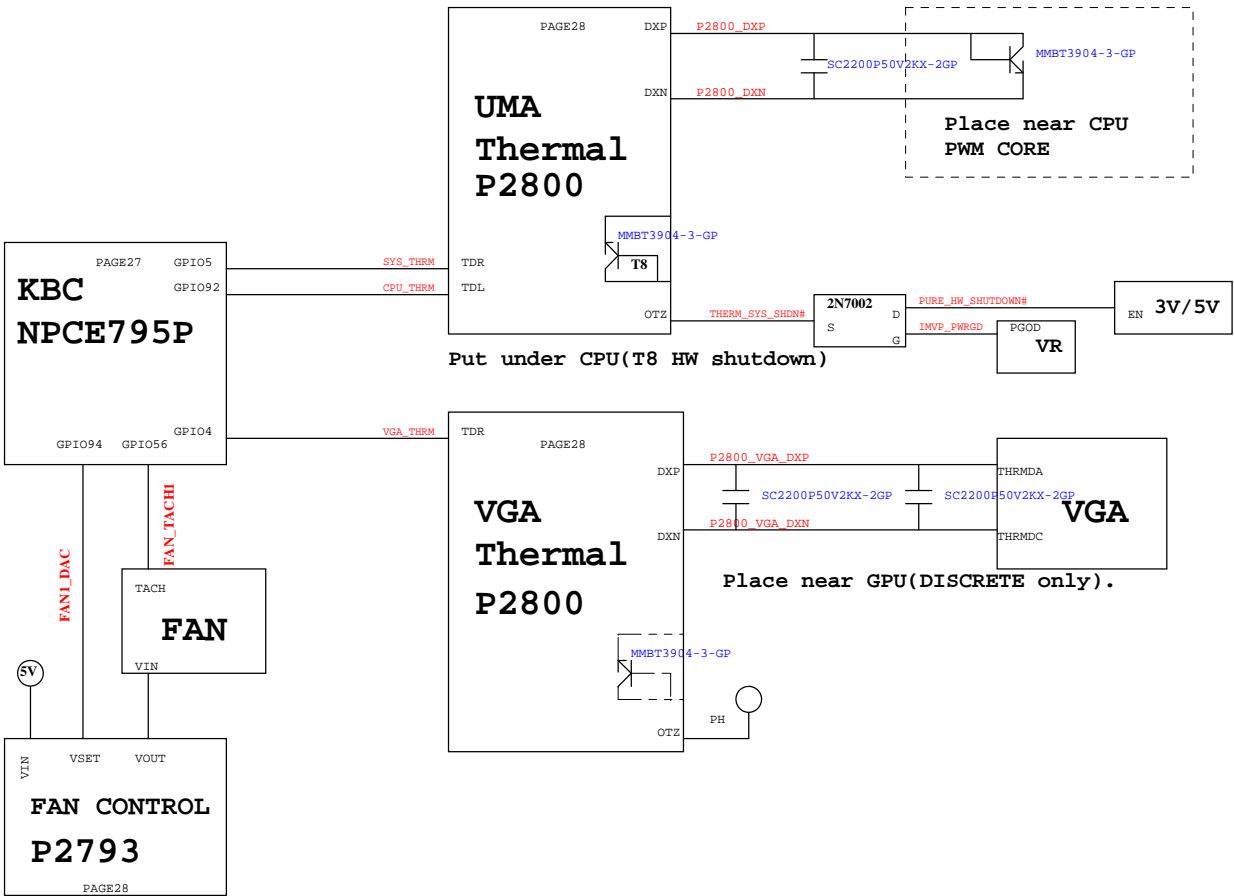 PAGE28
DXP
P2800_DXP
SC2200P50V2KX-2GP
MMBT3904-3-GP
DXN
P2800_DXN
UMA
Thermal
P2800
Place near CPU
PWM CORE
MMBT3904-3-GP
T8
PAGE27
GPIO5
SYS_THRM
TDR
KBC
NPCE795P
GPIO92
CPU_THRM
TDL
OTZ
THERM_SYS_SHDN#
2N7002
S
D
G
PURE_HW_SHUTDOWN#
IMVP_PWRGD
EN
3V/5V
PGOD
VR
Put under CPU(T8 HW shutdown)
GPIO94
GPIO56
GPIO4
VGA_THRM
TDR
PAGE28
DXP
P2800_VGA_DXP
THRMDA
SC2200P50V2KX-2GP
SC2200P50V2KX-2GP
VGA
Thermal
P2800
VGA
DXN
P2800_VGA_DXN
THRMDC
Place near GPU(DISCRETE only).
FAN1_DAC
FAN_TACH1
TACH
FAN
VIN
MMBT3904-3-GP
OTZ
PH
5V
VIN
VSET
VOUT
FAN CONTROL
P2793
PAGE28